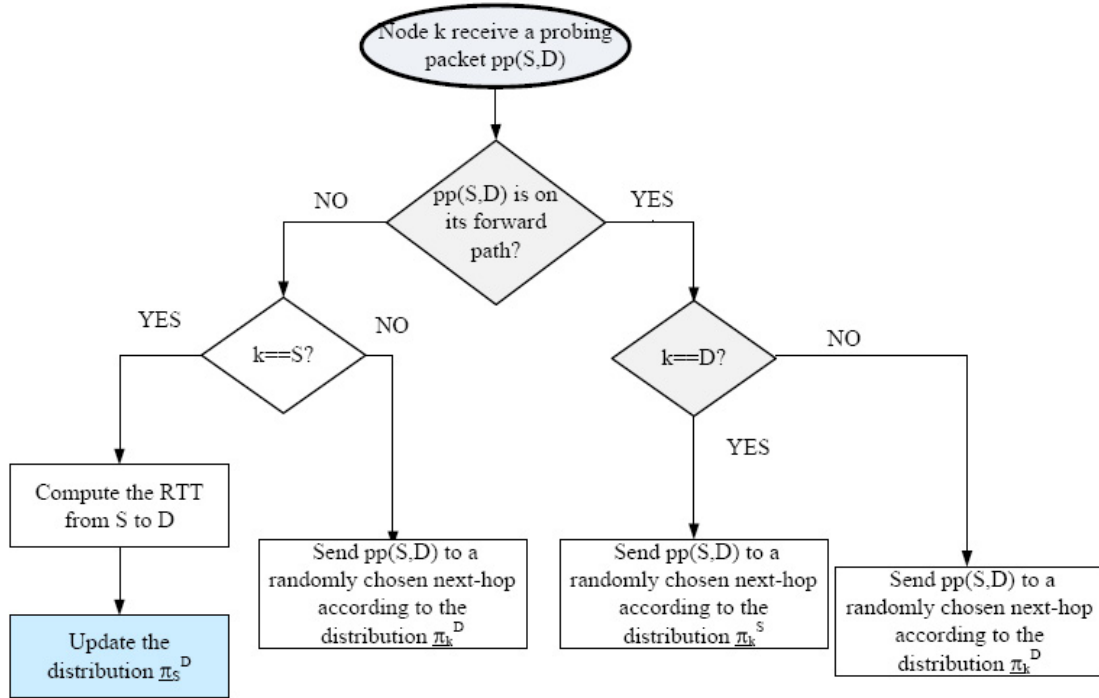 Node k receive a probing
packet pp(S,D)
pp(S,D) is on
its forward
path?
NO
YES
k==S?
YES
NO
k==D?
NO
YES
Compute the RTT
from S to D
Update the
distribution π_S^D
Send pp(S,D) to a
randomly chosen next-hop
according to the
distribution π_k^D
Send pp(S,D) to a
randomly chosen next-hop
according to the
distribution π_k^S
Send pp(S,D) to a
randomly chosen next-hop
according to the
distribution π_k^D